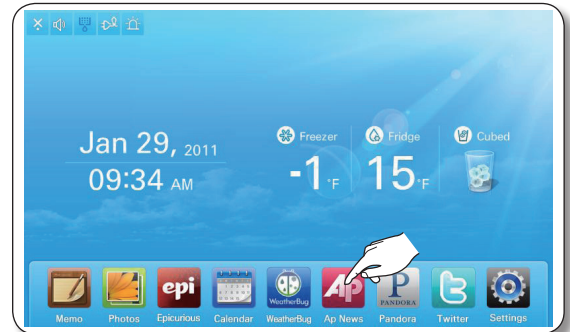 Jan 29, 2011
09:34 AM
Freezer
-1 °F
Fridge
15 °F
Cubed
epi
WeatherBug
AP
P
PANDORA
Memo
Photos
Epicurious
Calendar
WeatherBug
Ap News
Pandora
Twitter
Settings